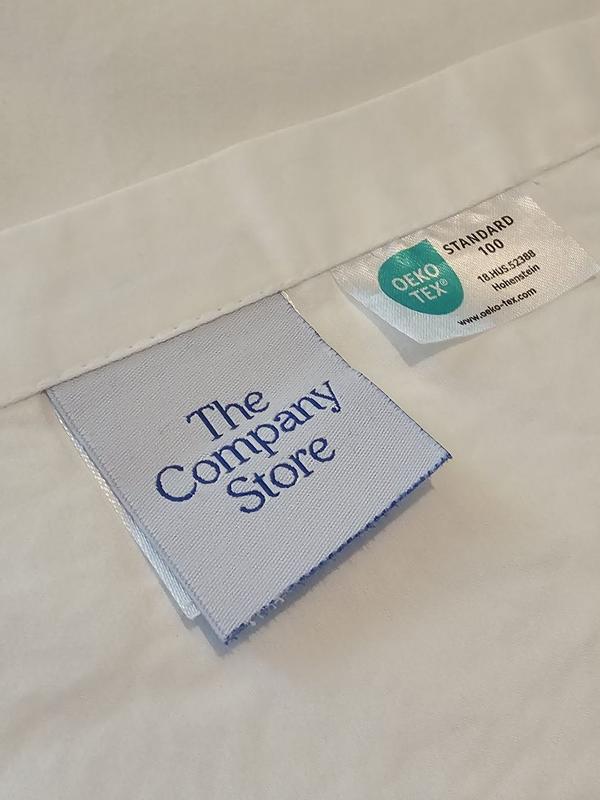 The
Company
Store
OEKO
TEX®
STANDARD
100
18.HUS.52388
Hohenstein
www.oeko-tex.com